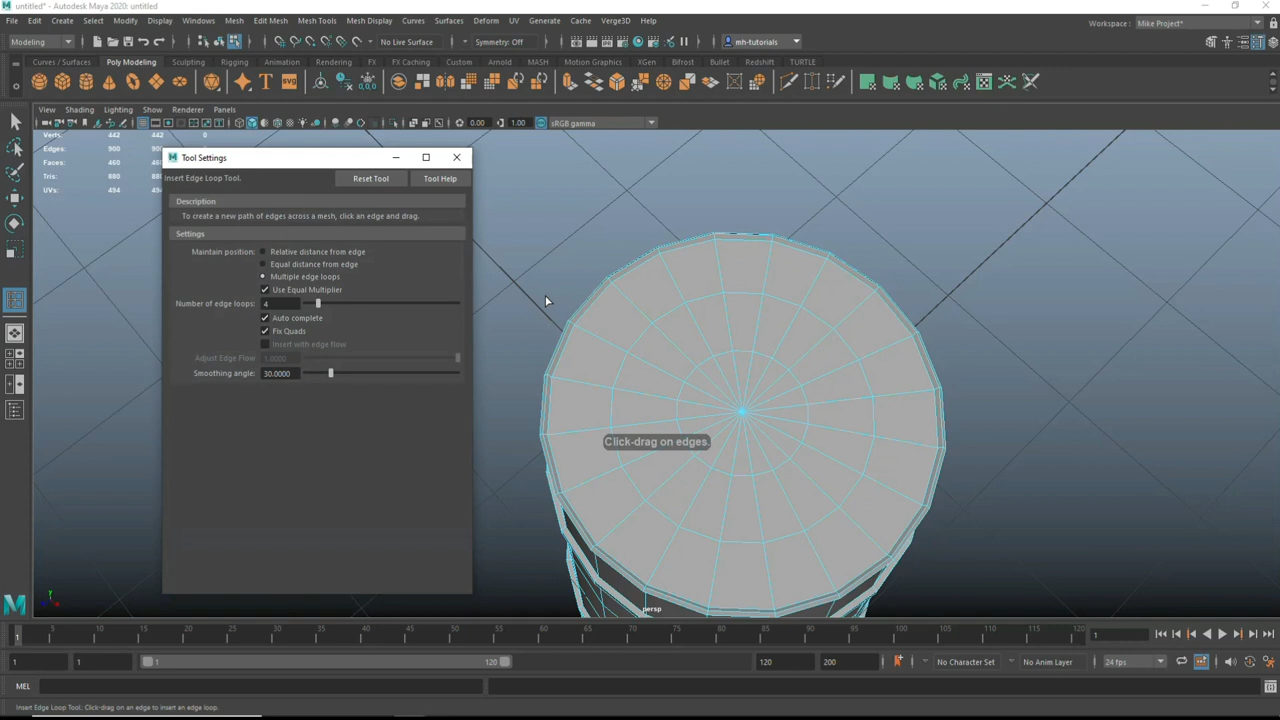 untitled* - Autodesk Maya 2020: untitled
File Edit Create Select Modify Display Windows Mesh Edit Mesh Mesh Tools Mesh Display Curves Surfaces Deform UV Generate Cache Verge3D Help
Workspace : Mike Project*
Modeling No Live Surface Symmetry: Off mh-tutorials
Curves / Surfaces Poly Modeling Sculpting Rigging Animation Rendering FX FX Caching Custom Arnold MASH Motion Graphics XGen Bifrost Bullet Redshift TURTLE
T SVG
View Shading Lighting Show Renderer Panels
0.00 1.00 sRGB gamma
Verts: 442 442 0
Edges: 900 900
Faces: 460 460
Tris: 880 880
UVs: 494 494
Tool Settings
Insert Edge Loop Tool. Reset Tool Tool Help
Description
To create a new path of edges across a mesh, click an edge and drag.
Settings
Maintain position: Relative distance from edge
Equal distance from edge
Multiple edge loops
Use Equal Multiplier
Number of edge loops: 4
Auto complete
Fix Quads
Insert with edge flow
Adjust Edge Flow: 1.0000
Smoothing angle: 30.0000
Click-drag on edges.
persp
y
1 5 10 15 20 25 30 35 40 45 50 55 60 65 70 75 80 85 90 95 100 105 110 115 120 1
1 1 1 120 120 200 No Character Set No Anim Layer 24 fps
MEL
Insert Edge Loop Tool: Click-drag on an edge to insert an edge loop.